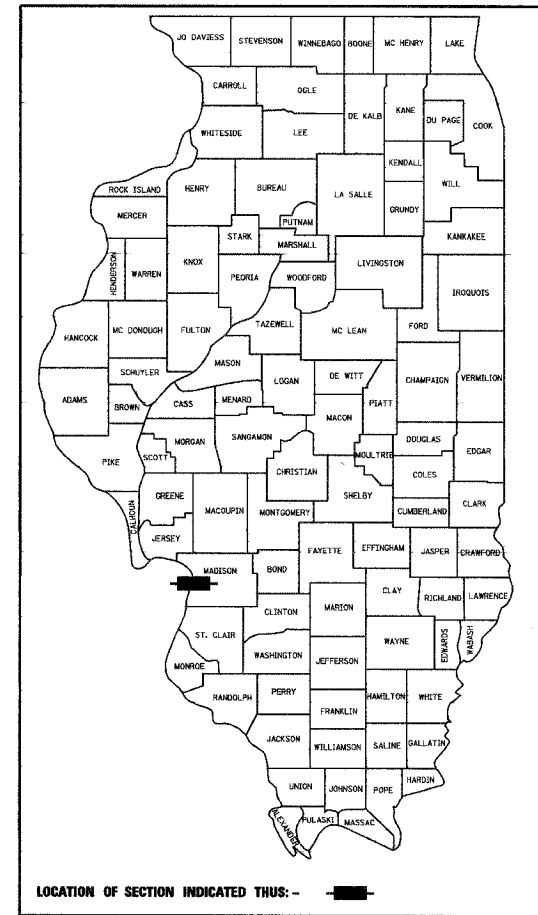 JO DAVIESS STEVENSON WINNEBAGO BOONE MC HENRY LAKE
CARROLL OGLE DE KALB KANE DU PAGE COOK
WHITESIDE LEE
KENDALL WILL
ROCK ISLAND HENRY BUREAU LA SALLE GRUNDY
MERCER PUTNAM KANKAKEE
STARK MARSHALL
HENDERSON WARREN KNOX PEORIA WOODFORD LIVINGSTON IROQUOIS
HANCOCK MC DONOUGH FULTON TAZEWELL MC LEAN FORD
SCHUYLER MASON LOGAN DE WITT CHAMPAIGN VERMILION
ADAMS BROWN CASS MENARD MACON PIATT
PIKE SCOTT MORGAN SANGAMON CHRISTIAN MOULTRIE DOUGLAS EDGAR
COLES
CALHOUN GREENE MACOUPIN MONTGOMERY SHELBY CUMBERLAND CLARK
JERSEY FAYETTE EFFINGHAM JASPER CRAWFORD
MADISON BOND CLAY RICHLAND LAWRENCE
CLINTON MARION
ST. CLAIR WAYNE EDWARDS WABASH
MONROE WASHINGTON JEFFERSON
RANDOLPH PERRY FRANKLIN HAMILTON WHITE
JACKSON WILLIAMSON SALINE GALLATIN
UNION JOHNSON POPE HARDIN
ALEXANDER PULASKI MASSAC
LOCATION OF SECTION INDICATED THUS: -